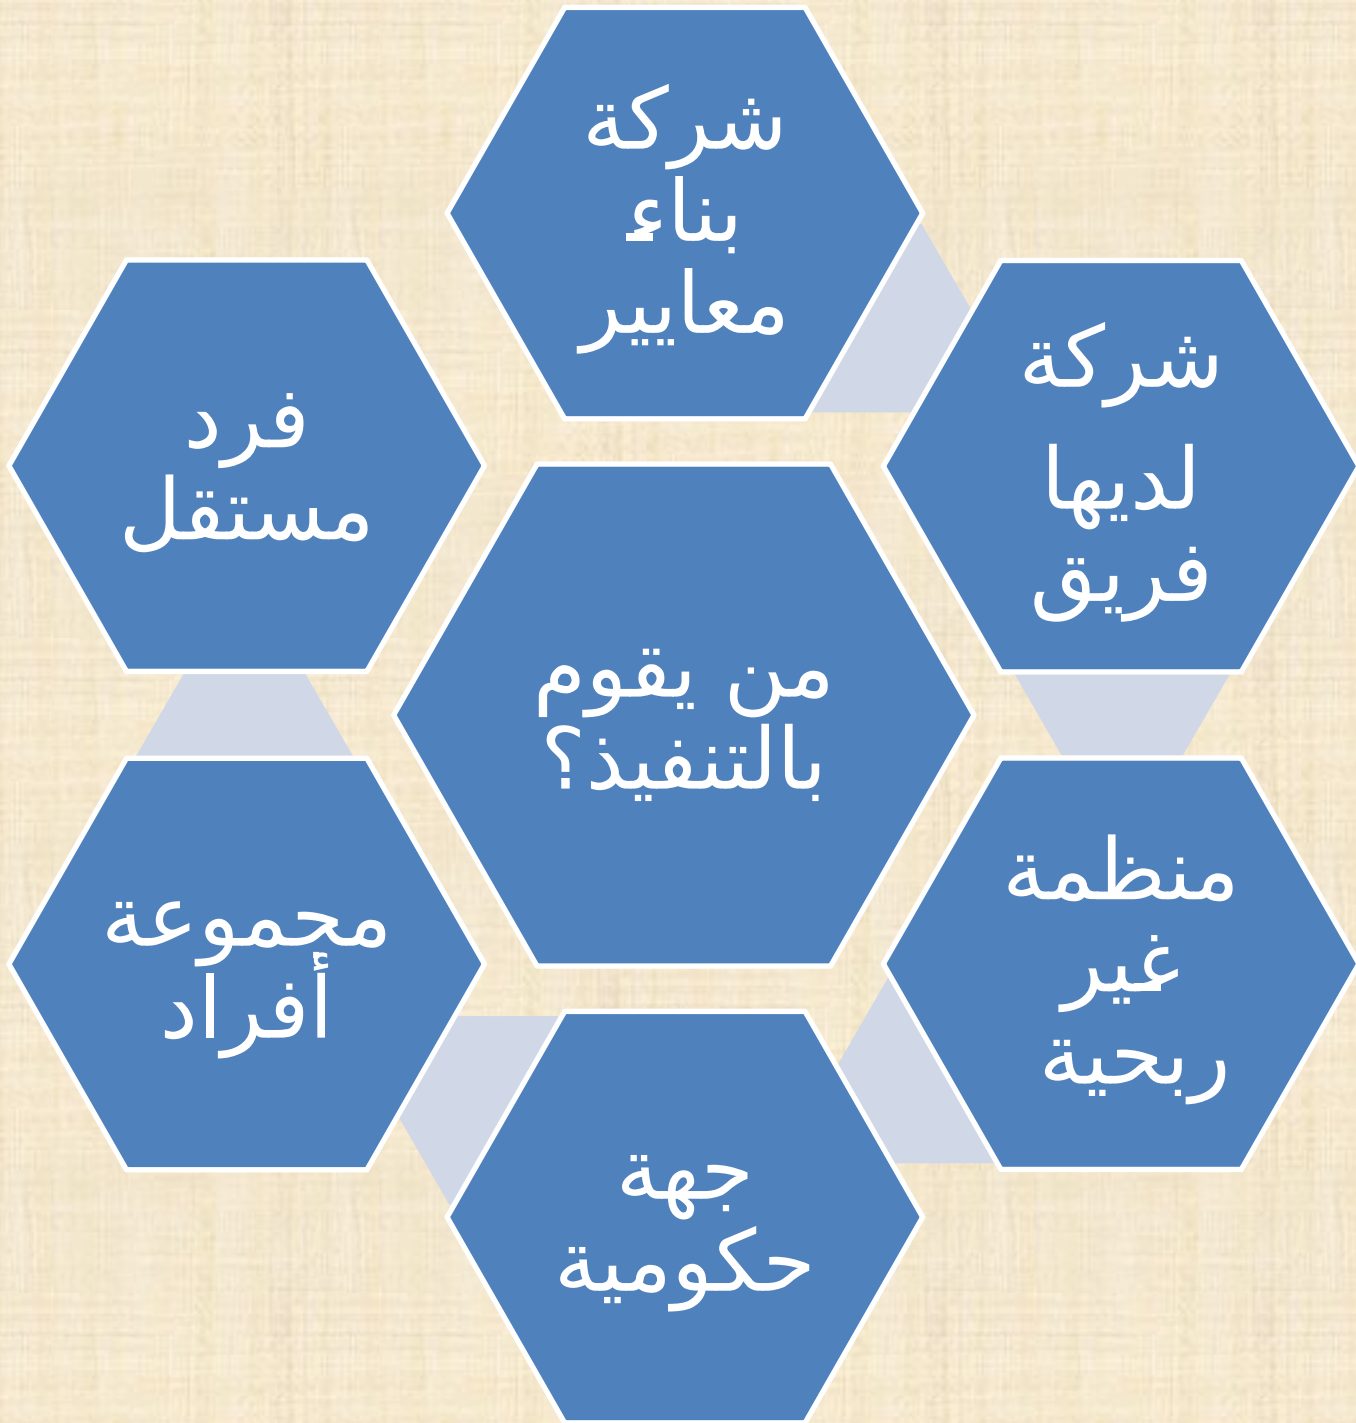 شركة
بناء
معايير
شركة
لديها
فريق
فرد
مستقل
من يقوم
بالتنفيذ؟
منظمة
غير
ربحية
مجموعة
أفراد
جهة
حكومية